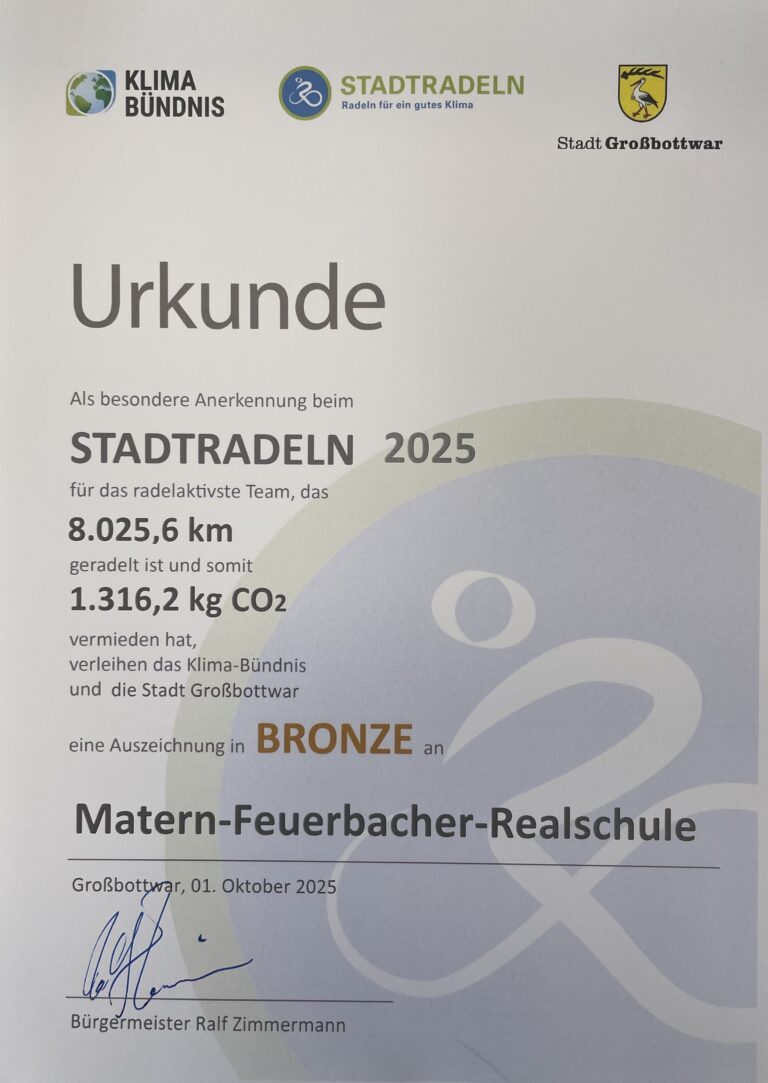 KLIMA
BÜNDNIS
STADTRADELN
Radeln für ein gutes Klima
Stadt Großbottwar
Urkunde
Als besondere Anerkennung beim
STADTRADELN 2025
für das radelaktivste Team, das
8.025,6 km
geradelt ist und somit
1.316,2 kg CO2
vermieden hat,
verleihen das Klima-Bündnis
und die Stadt Großbottwar
eine Auszeichnung in BRONZE an
Matern-Feuerbacher-Realschule
Großbottwar, 01. Oktober 2025
Bürgermeister Ralf Zimmermann